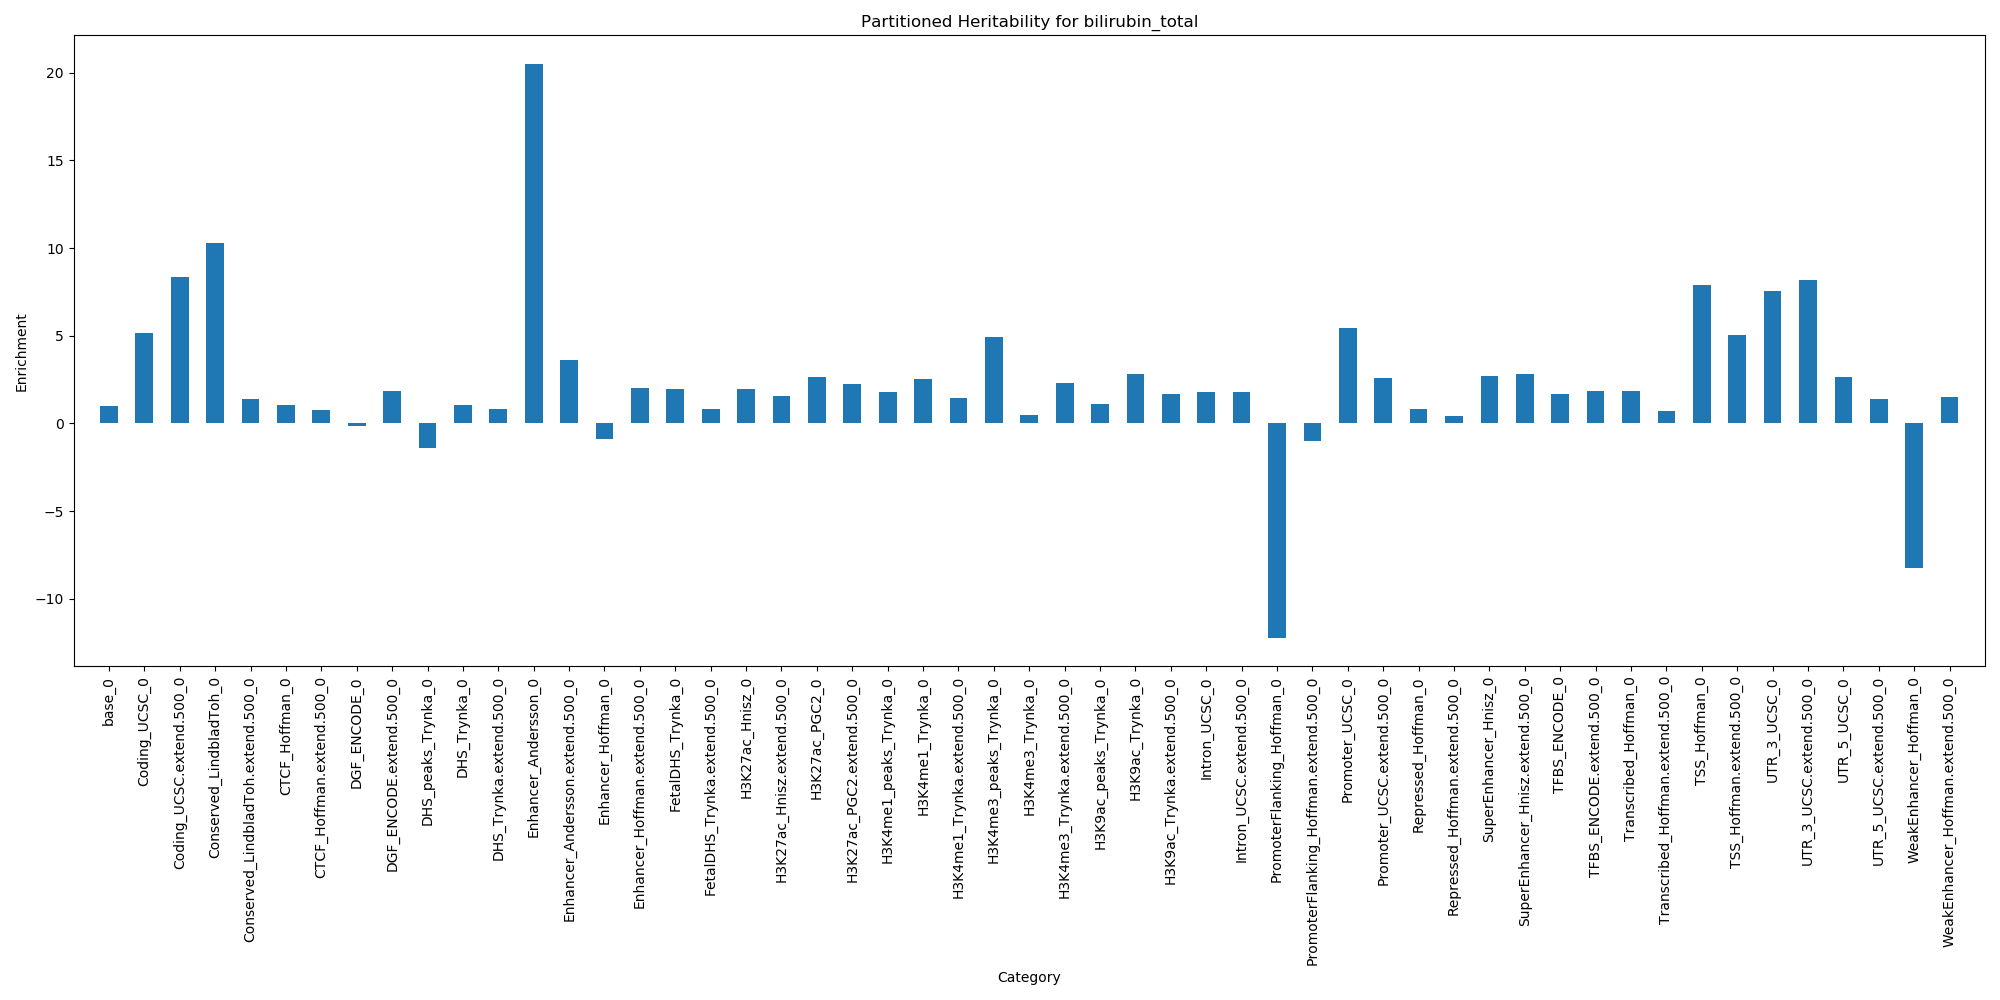 Partitioned Heritability for bilirubin_total
Enrichment
20
15
10
5
0
−5
−10
base_0
Coding_UCSC_0
Coding_UCSC.extend.500_0
Conserved_LindbladToh_0
Conserved_LindbladToh.extend.500_0
CTCF_Hoffman_0
CTCF_Hoffman.extend.500_0
DGF_ENCODE_0
DGF_ENCODE.extend.500_0
DHS_peaks_Trynka_0
DHS_Trynka_0
DHS_Trynka.extend.500_0
Enhancer_Andersson_0
Enhancer_Andersson.extend.500_0
Enhancer_Hoffman_0
Enhancer_Hoffman.extend.500_0
FetalDHS_Trynka_0
FetalDHS_Trynka.extend.500_0
H3K27ac_Hnisz_0
H3K27ac_Hnisz.extend.500_0
H3K27ac_PGC2_0
H3K27ac_PGC2.extend.500_0
H3K4me1_peaks_Trynka_0
H3K4me1_Trynka_0
H3K4me1_Trynka.extend.500_0
H3K4me3_peaks_Trynka_0
H3K4me3_Trynka_0
H3K4me3_Trynka.extend.500_0
H3K9ac_peaks_Trynka_0
H3K9ac_Trynka_0
H3K9ac_Trynka.extend.500_0
Intron_UCSC_0
Intron_UCSC.extend.500_0
PromoterFlanking_Hoffman_0
PromoterFlanking_Hoffman.extend.500_0
Promoter_UCSC_0
Promoter_UCSC.extend.500_0
Repressed_Hoffman_0
Repressed_Hoffman.extend.500_0
SuperEnhancer_Hnisz_0
SuperEnhancer_Hnisz.extend.500_0
TFBS_ENCODE_0
TFBS_ENCODE.extend.500_0
Transcribed_Hoffman_0
Transcribed_Hoffman.extend.500_0
TSS_Hoffman_0
TSS_Hoffman.extend.500_0
UTR_3_UCSC_0
UTR_3_UCSC.extend.500_0
UTR_5_UCSC_0
UTR_5_UCSC.extend.500_0
WeakEnhancer_Hoffman_0
WeakEnhancer_Hoffman.extend.500_0
Category